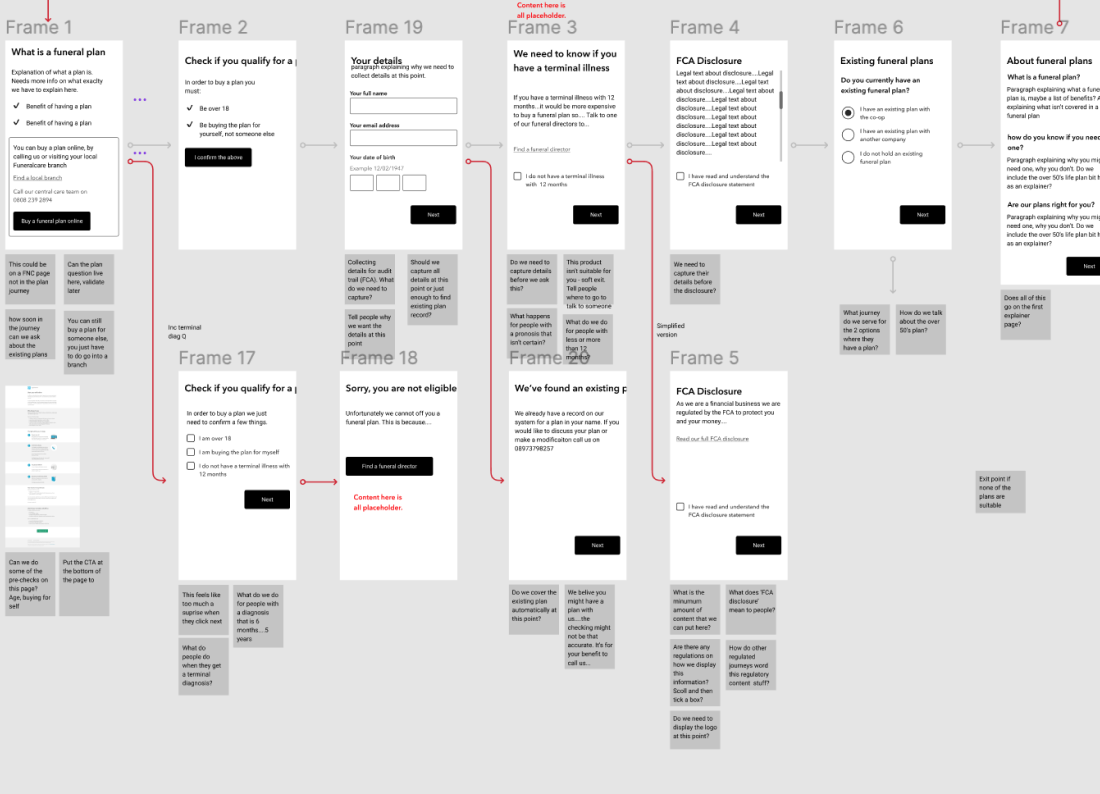 Content here is
all placeholder.
Frame 1
What is a funeral plan
Explanation of what a plan is.
Needs more info on what exactly
we have to explain here.
Benefit of having a plan
Benefit of having a plan
You can buy a plan online, by
calling us or visiting your local
Funeralcare branch
Find a local branch
Call our central care team on
0808 239 2894
Buy a funeral plan online
This could be
on a FNC page
not in the plan
journey
Can the plan
question live
here, validate
later
how soon in
the journey
can we ask
about the
existing plans
You can still
buy a plan for
someone else,
you just have
to do go into a
branch
Can we do
some of the
pre-checks on
this page?
Age, buying for
self
Put the CTA at
the bottom of
the page to
Frame 2
Check if you qualify for a p
In order to buy a plan you
must:
Be over 18
Be buying the plan for
yourself, not someone else
I confirm the above
Inc terminal
diag Q
Frame 17
Check if you qualify for a p
In order to buy a plan we just
need to confirm a few things.
I am over 18
I am buying the plan for myself
I do not have a terminal illness with
12 months
Next
This feels like
too much a
suprise when
they click next
What do we do
for people with
a diagnosis
that is 6
months....5
years
What do
people do
when they get
a terminal
diagnosis?
Frame 19
Your details
paragraph explaining why we need to
collect details at this point.
Your full name
Your email address
Your date of birth
Example 12/02/1947
Next
Collecting
details for audit
trail (FCA). What
do we need to
capture?
Should we
capture all
details at this
point or just
enough to find
existing plan
record?
Tell people why
we want the
details at this
point
Frame 18
Sorry, you are not eligible
Unfortunately we cannot off you a
funeral plan. This is because....
Find a funeral director
Content here is
all placeholder.
Frame 3
We need to know if you
have a terminal illness
If you have a terminal illness with 12
months...it would be more expensive
to buy a funeral plan so.... Talk to one
of our funeral directors to...
Find a funeral director
I do not have a terminal illness
with 12 months
Next
Do we need to
capture details
before we ask
this?
This product
isn't suitable for
you - soft exit.
Tell people
where to go to
talk to someone
What happens
for people with
a pronosis that
isn't certain?
What do we do
for people with
less or more
than 12
months?
Frame 20
We've found an existing p
We already have a record on our
system for a plan in your name. If you
would like to discuss your plan or
make a modificaiton call us on
08973798257
Next
Do we cover the
existing plan
automatically at
this point?
We belive you
might have a
plan with
us....the
checking might
not be that
accurate. It's for
your benefit to
call us...
Frame 4
FCA Disclosure
Legal text about disclosure....Legal
text about disclosure....Legal text
about disclosure....Legal text about
disclosure....Legal text about
disclosure....Legal text about
disclosure....Legal text about
disclosure....Legal text about
disclosure....
I have read and understand the
FCA disclosure statement
Next
We need to
capture their
details before
the disclosure?
Simplified
version
Frame 5
FCA Disclosure
As we are a financial business we are
regulated by the FCA to protect you
and your money...
Read our full FCA disclosure
I have read and understand the
FCA disclosure statement
Next
What is the
minumum
amount of
content that we
can put here?
What does 'FCA
disclosure'
mean to people?
Are there any
regulations on
how we display
this
information?
Scoll and then
tick a box?
How do other
regulated
journeys word
this regulatory
content stuff?
Do we need to
display the logo
at this point?
Frame 6
Existing funeral plans
Do you currently have an
existing funeral plan?
I have an existing plan with
the co-op
I have an existing plan with
another company
I do not hold an existing
funeral plan
Next
What journey
do we serve for
the 2 options
where they
have a plan?
How do we talk
about the over
50's plan?
Frame 7
About funeral plans
What is a funeral plan?
Paragraph explaining what a fune
plan is, maybe a list of benefits? A
explaining what isn't covered in a
funeral plan
how do you know if you need
one?
Paragraph explaining why you mig
need one, why you don't. Do we
include the over 50's life plan bit h
as an explainer?
Are our plans right for you?
Paragraph explaining why you mig
need one, why you don't. Do we
include the over 50's life plan bit h
as an explainer?
Next
Does all of this
go on the first
explainer
page?
Exit point if
none of the
plans are
suitable